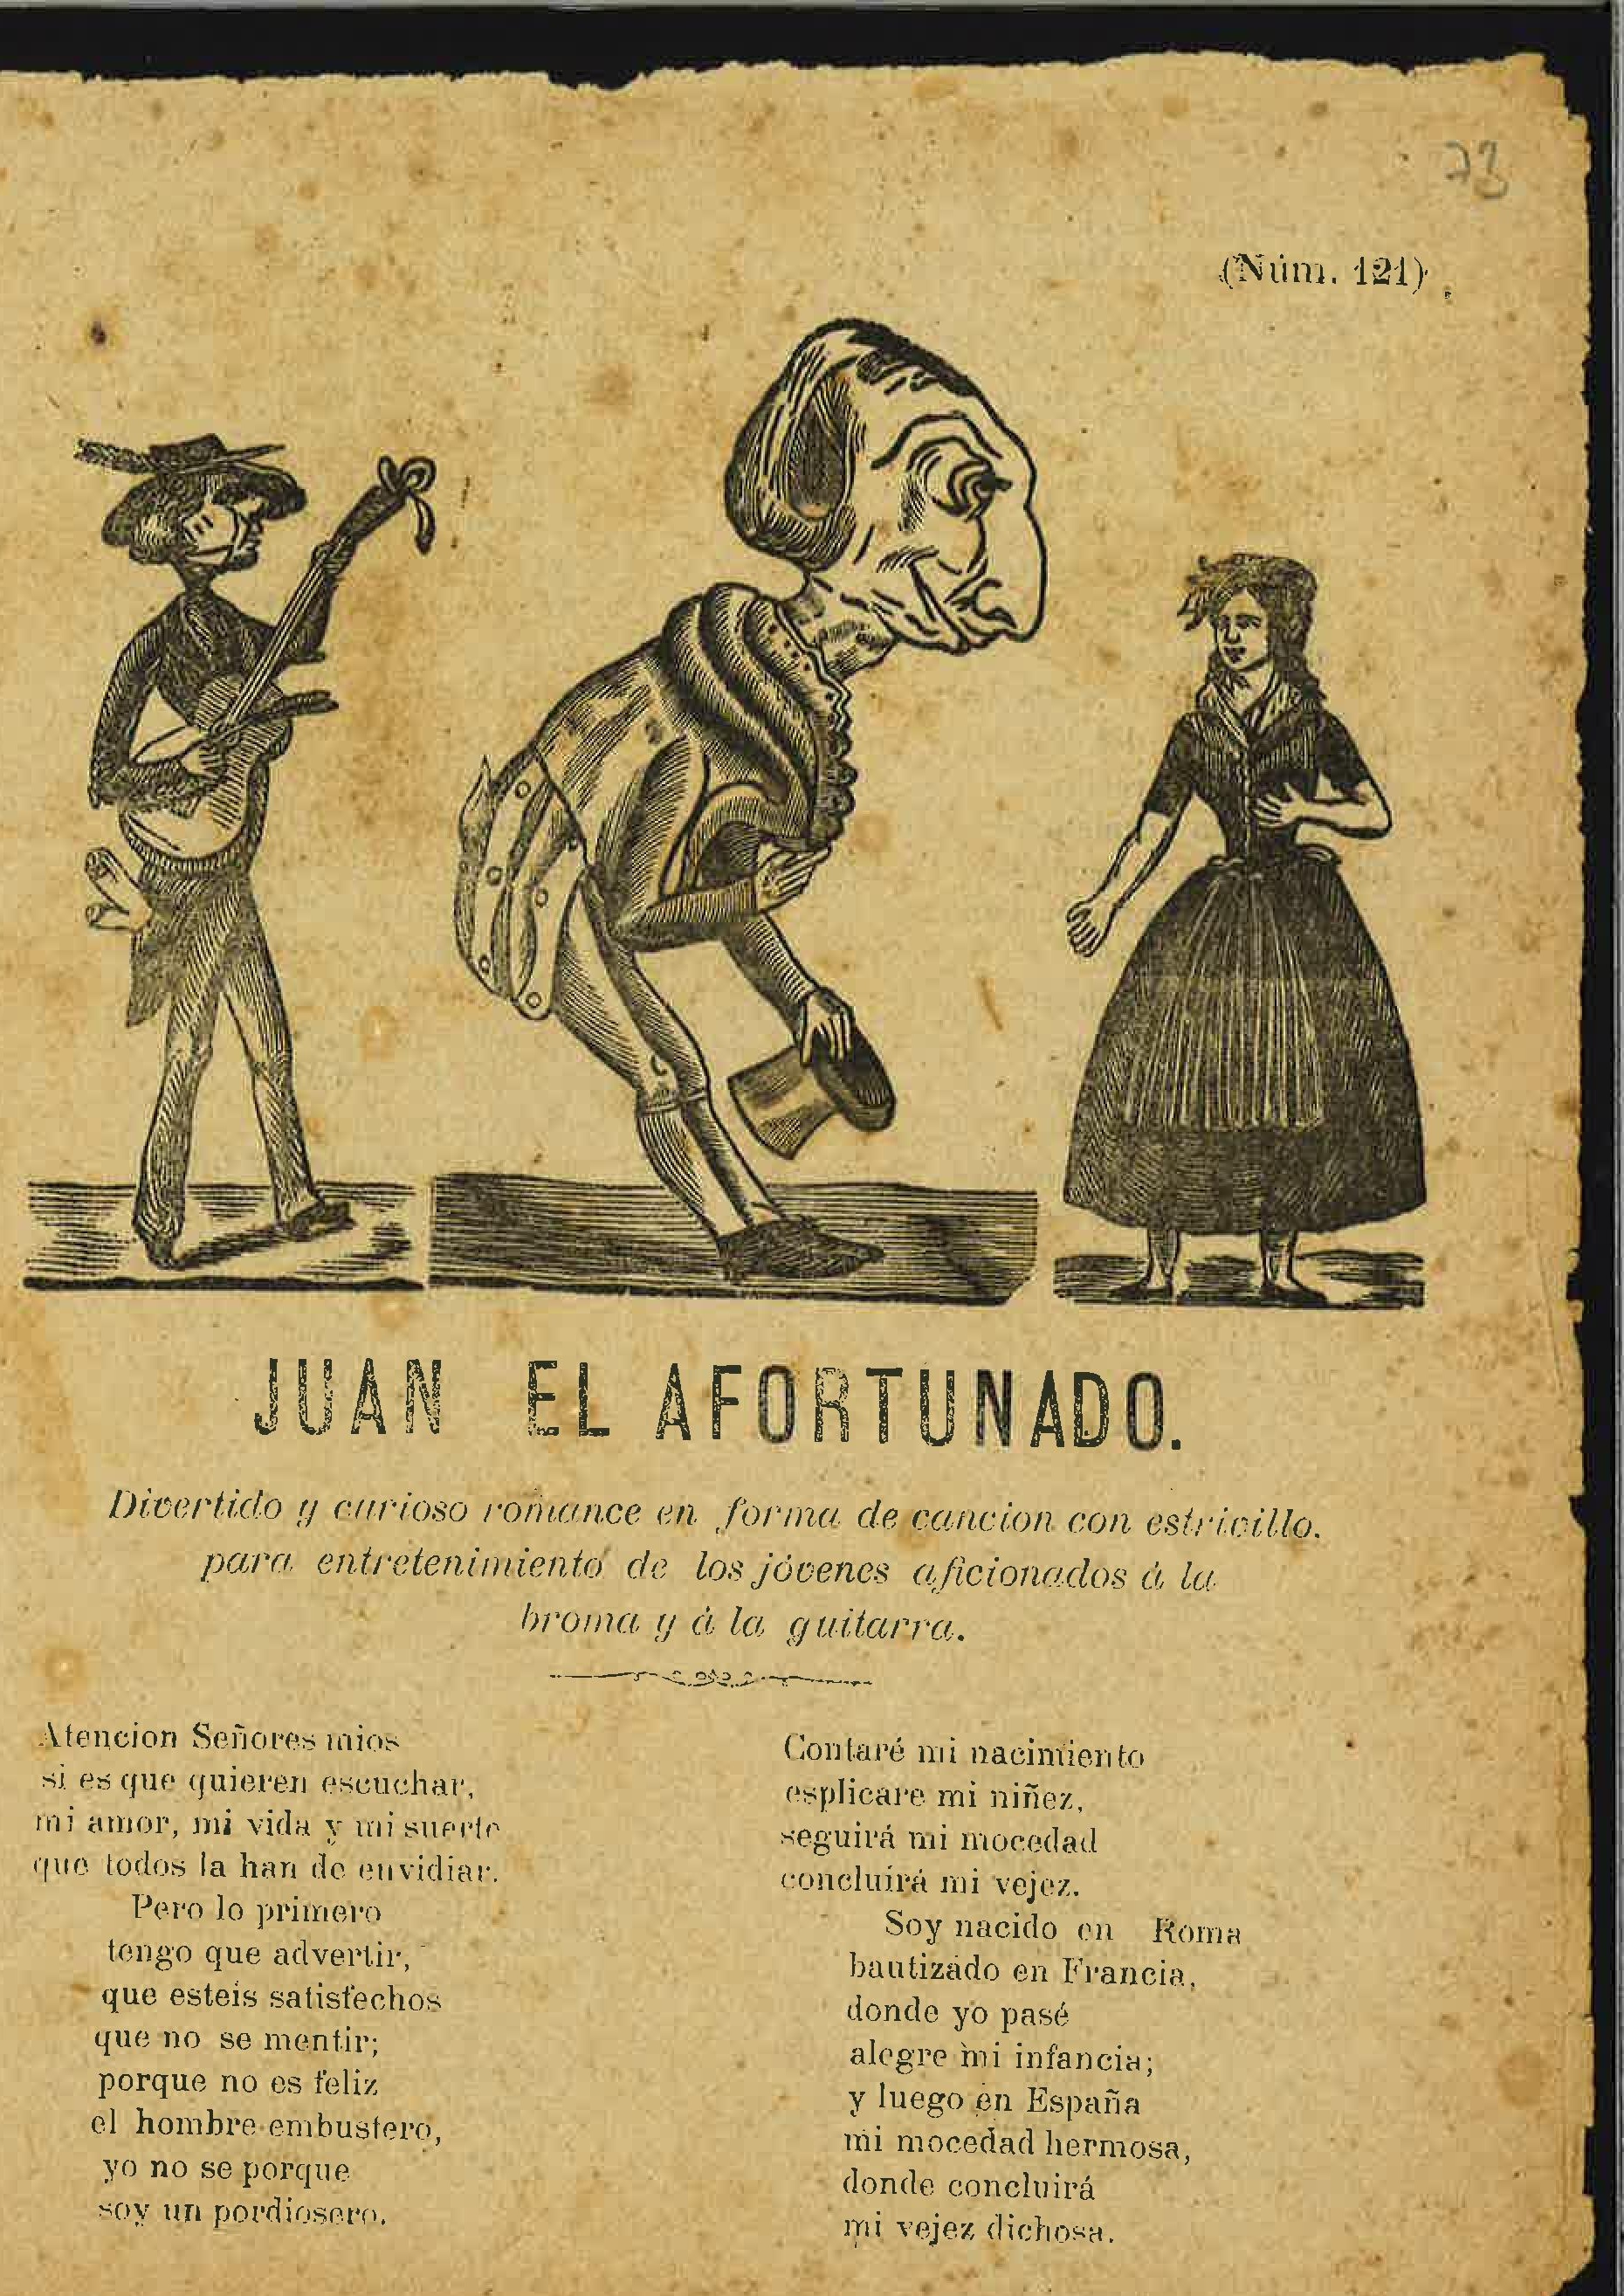 73
(Núm. 121)
JUAN EL AFORTUNADO.
Divertido y curioso romance en forma de cancion con estrivillo.
para entretenimiento de los jóvenes aficionados á la
broma y á la guitarra.
Atencion Señores mios
si es que quieren escuchar,
mi amor, mi vida y mi suerte
que todos la han de envidiar.
Pero lo primero
tengo que advertir,
que esteis satisfechos
que no se mentir;
porque no es feliz
el hombre embustero,
yo no se porque
soy un pordiosero.
Contaré mi nacimiento
esplicare mi niñez,
seguirá mi mocedad
concluirá mi vejez.
Soy nacido en Roma
bautizado en Francia,
donde yo pasé
alegre mi infancia;
y luego en España
mi mocedad hermosa,
donde concluirá
mi vejez dichosa.